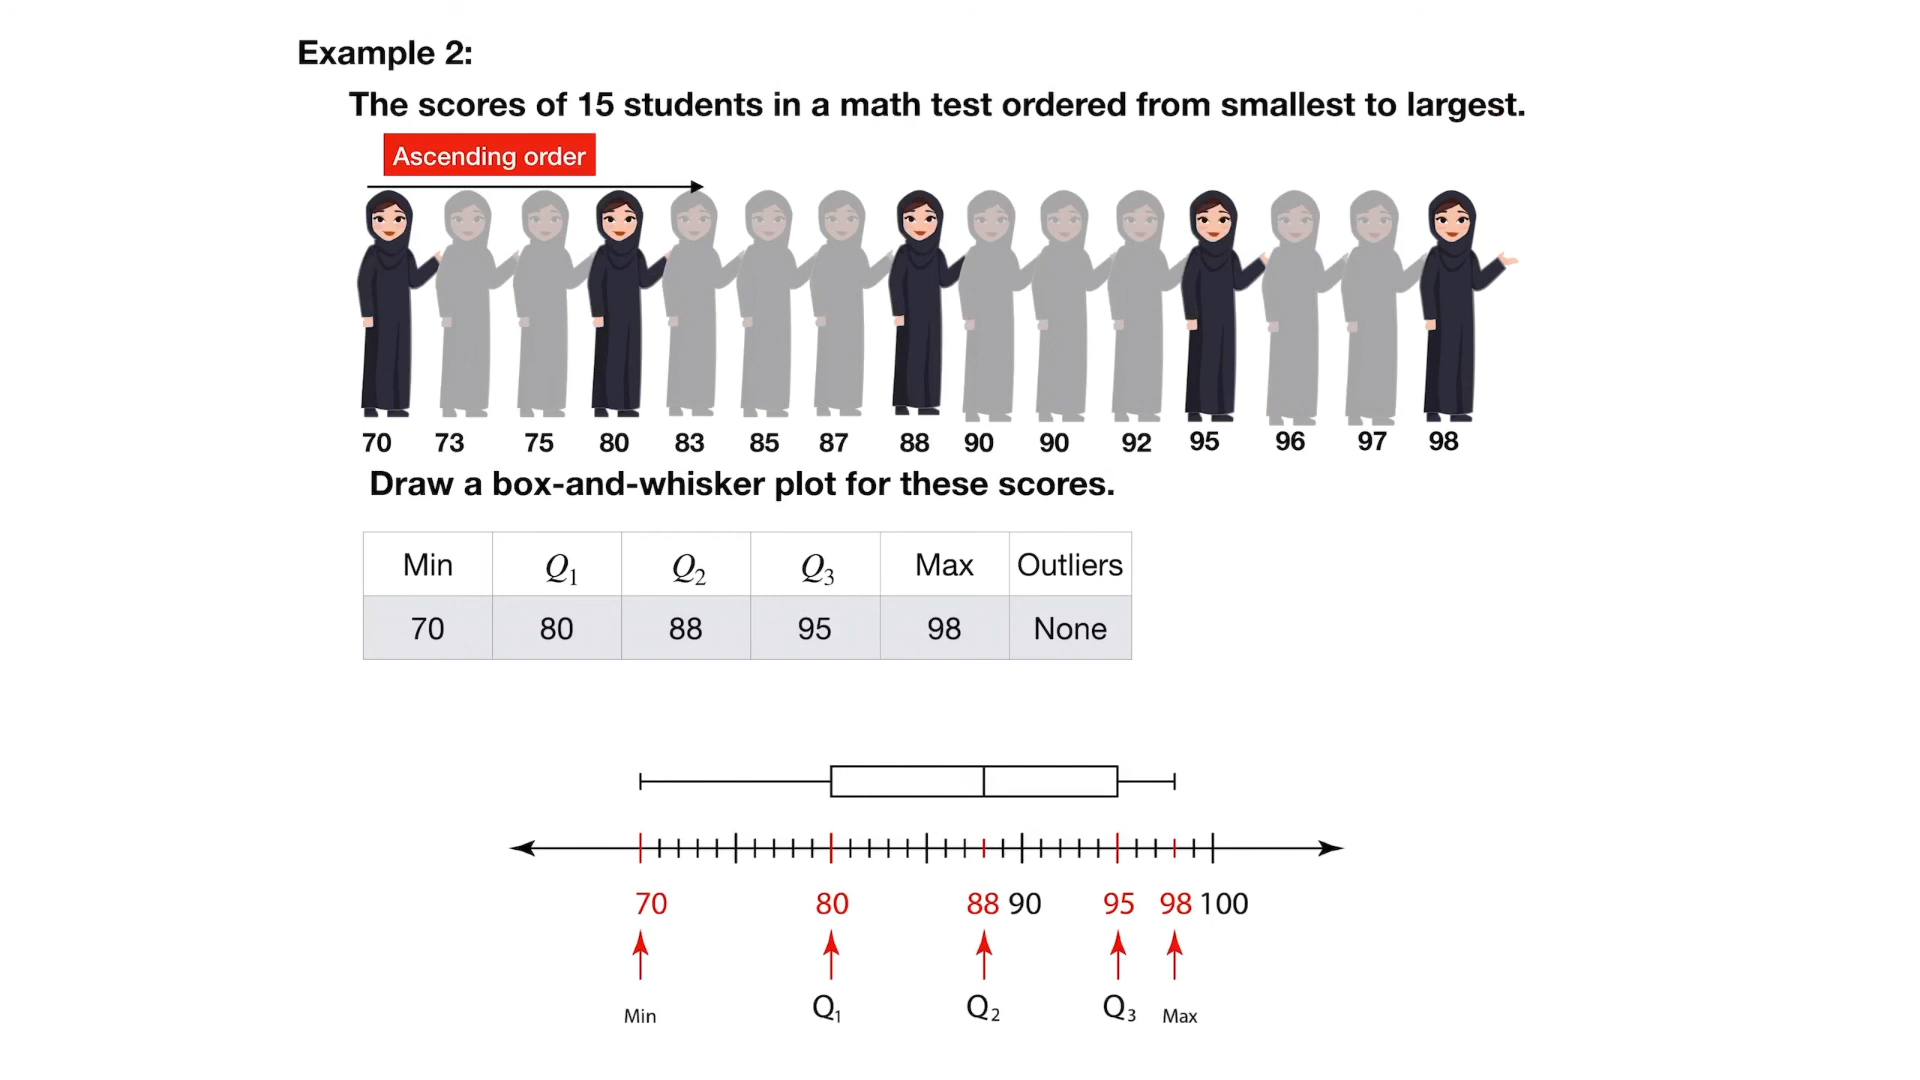 Example 2:
The scores of 15 students in a math test ordered from smallest to largest.
Ascending order
70 73 75 80 83 85 87 88 90 90 92 95 96 97 98
Draw a box-and-whisker plot for these scores.
Min Q₁ Q₂ Q₃ Max Outliers
70 80 88 95 98 None
70 80 88 90 95 98 100
Min Q₁ Q₂ Q₃ Max